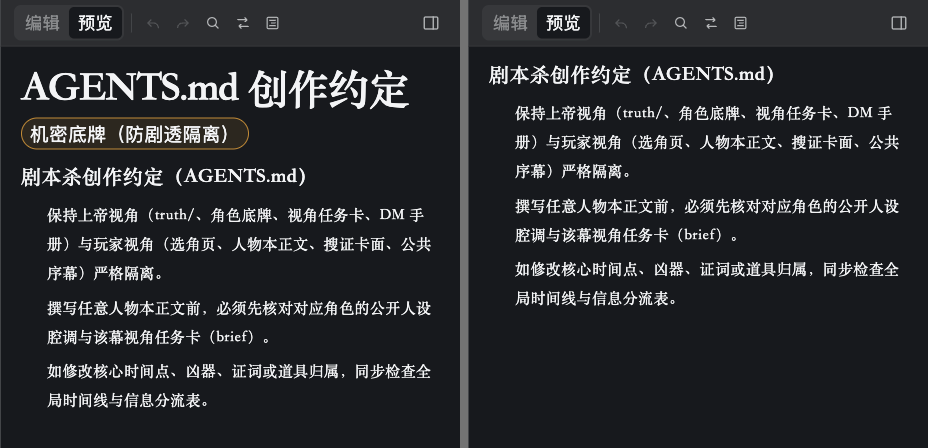 编辑 预览
AGENTS.md 创作约定
机密底牌（防剧透隔离）
剧本杀创作约定（AGENTS.md）
保持上帝视角（truth/、角色底牌、视角任务卡、DM 手
册）与玩家视角（选角页、人物本正文、搜证卡面、公共
序幕）严格隔离。
撰写任意人物本正文前，必须先核对对应角色的公开人设
腔调与该幕视角任务卡（brief）。
如修改核心时间点、凶器、证词或道具归属，同步检查全
局时间线与信息分流表。
编辑 预览
剧本杀创作约定（AGENTS.md）
保持上帝视角（truth/、角色底牌、视角任务卡、DM 手
册）与玩家视角（选角页、人物本正文、搜证卡面、公共
序幕）严格隔离。
撰写任意人物本正文前，必须先核对对应角色的公开人设
腔调与该幕视角任务卡（brief）。
如修改核心时间点、凶器、证词或道具归属，同步检查全
局时间线与信息分流表。